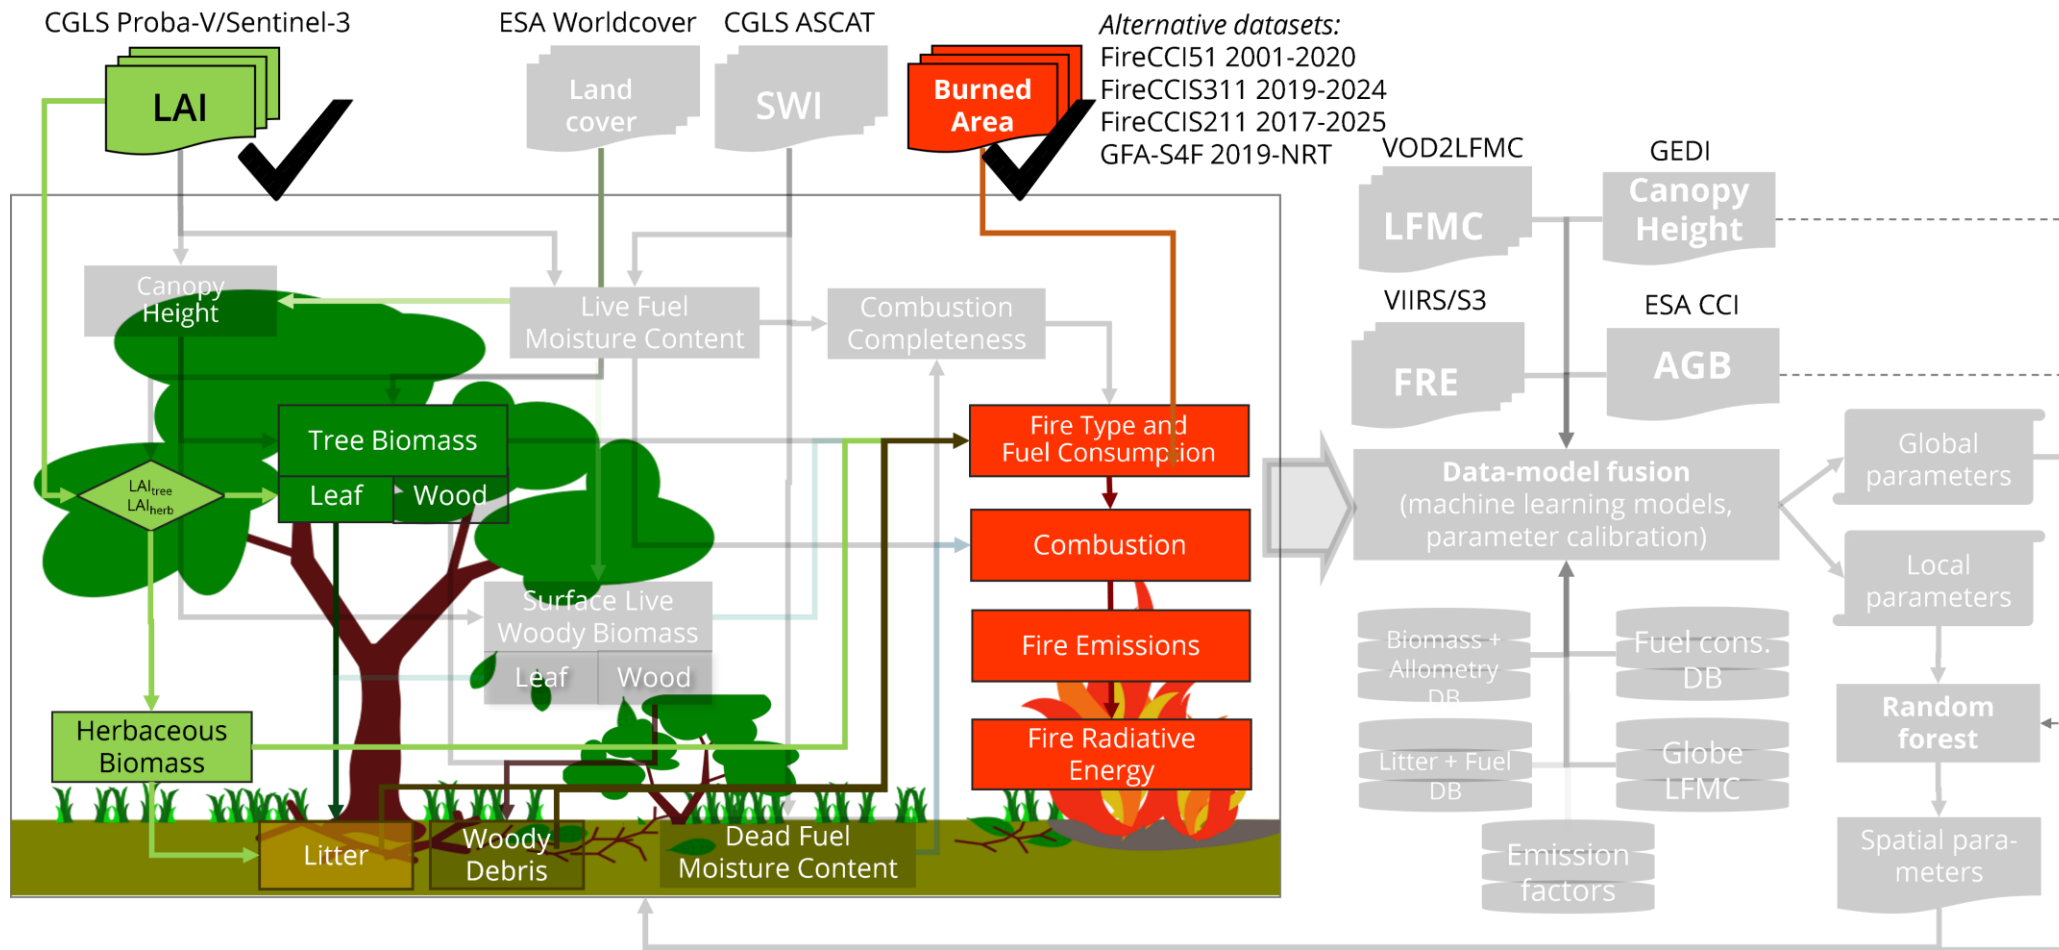 CGLS Proba-V/Sentinel-3
ESA Worldcover
CGLS ASCAT
Alternative datasets:
FireCCI51 2001-2020
FireCCIS311 2019-2024
FireCCIS211 2017-2025
GFA-S4F 2019-NRT
LAI
Land
cover
SWI
Burned
Area
VOD2LFMC
GEDI
LFMC
Canopy
Height
VIIRS/S3
ESA CCI
FRE
AGB
Canopy
Height
Live Fuel
Moisture Content
Combustion
Completeness
Tree Biomass
Leaf
Wood
LAItree
LAIherb
Fire Type and
Fuel Consumption
Combustion
Fire Emissions
Fire Radiative
Energy
Surface Live
Woody Biomass
Leaf
Wood
Herbaceous
Biomass
Litter
Woody
Debris
Dead Fuel
Moisture Content
Data-model fusion
(machine learning models,
parameter calibration)
Global
parameters
Local
parameters
Biomass +
Allometry
DB
Fuel cons.
DB
Litter + Fuel
DB
Globe
LFMC
Emission
factors
Random
forest
Spatial para-
meters